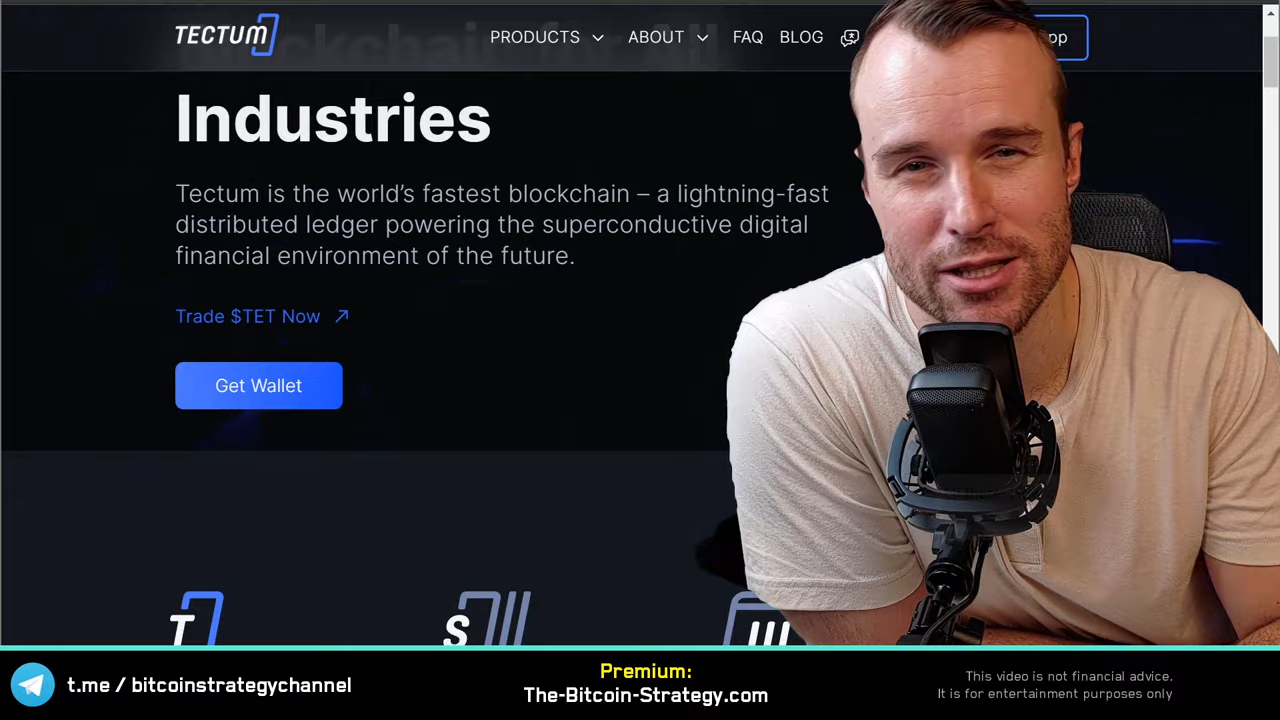 TECTUM
PRODUCTS ABOUT FAQ BLOG
Industries
Tectum is the world's fastest blockchain – a lightning-fast
distributed ledger powering the superconductive digital
financial environment of the future.
Trade $TET Now
Get Wallet
T S W
t.me / bitcoinstrategychannel
Premium:
The-Bitcoin-Strategy.com
This video is not financial advice.
It is for entertainment purposes only